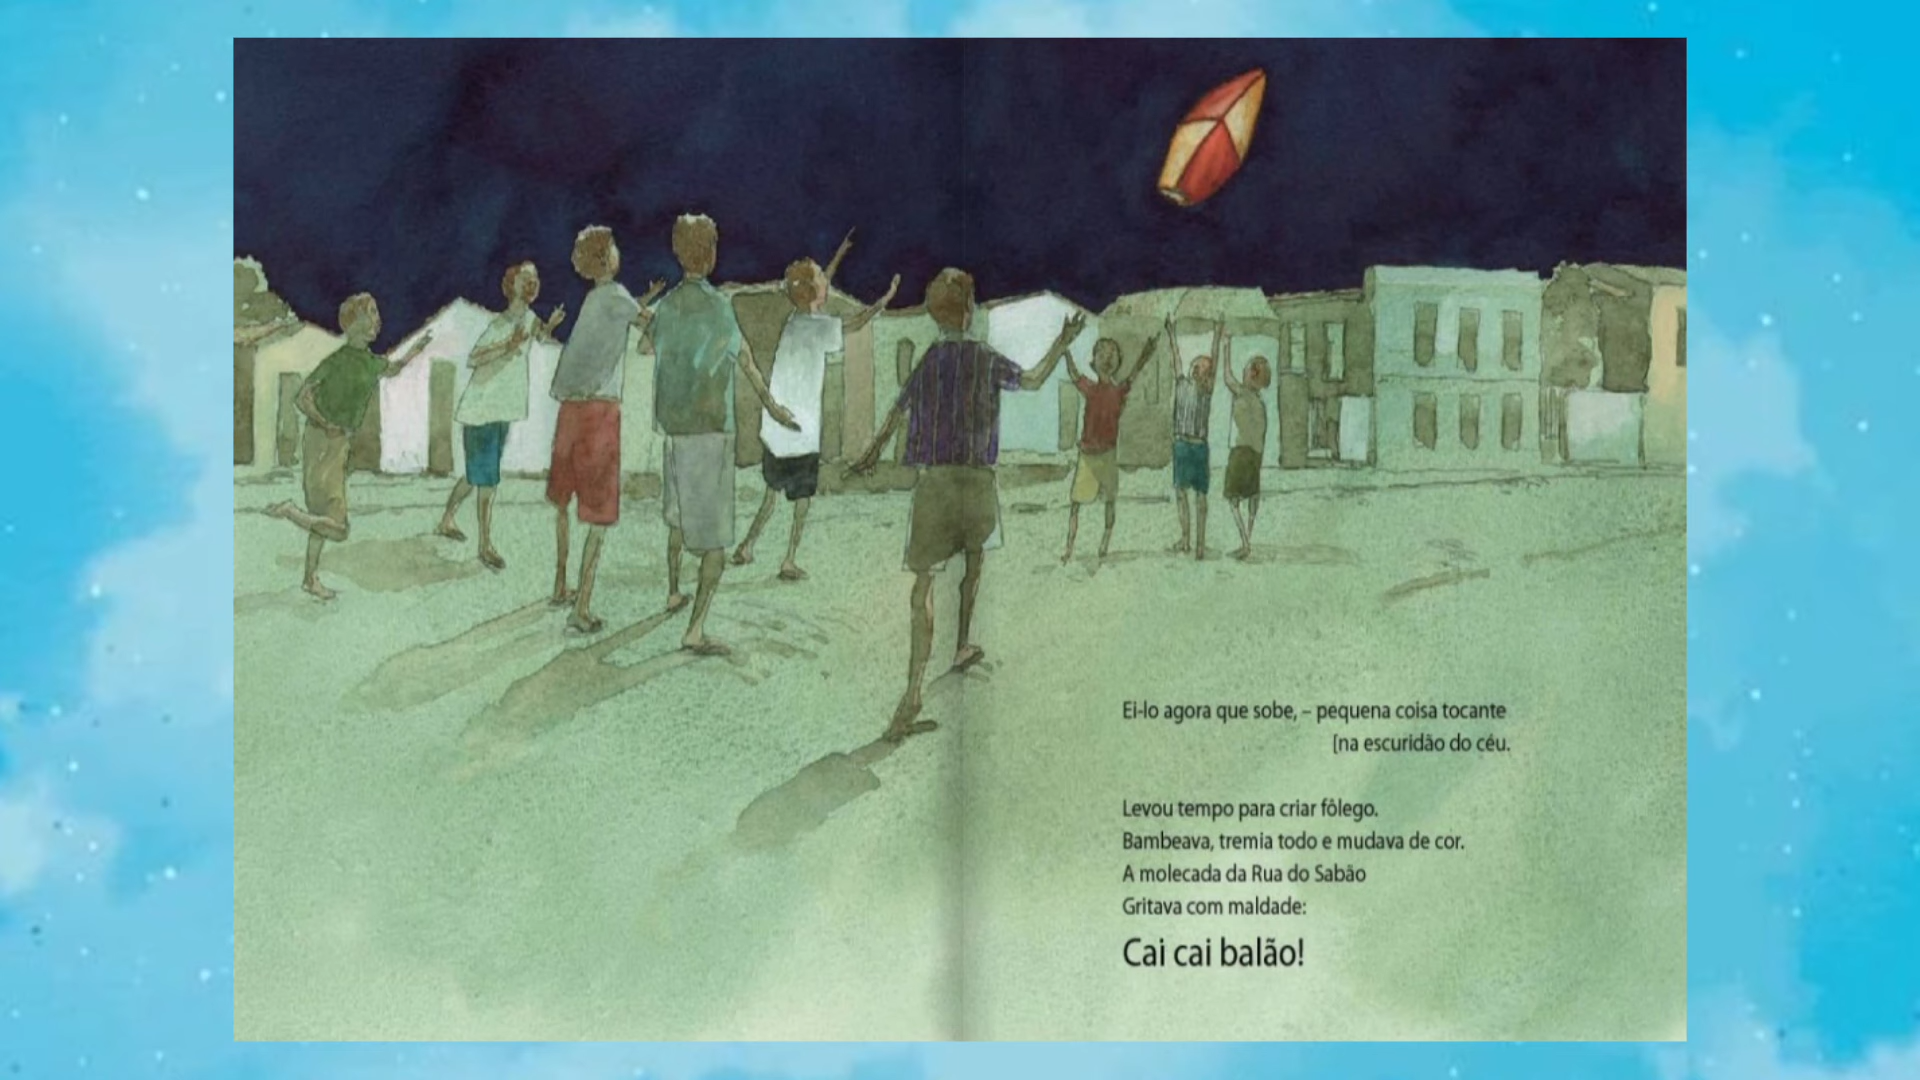 Ei-lo agora que sobe, – pequena coisa tocante
[na escuridão do céu.
Levou tempo para criar fôlego.
Bambeava, tremia todo e mudava de cor.
A molecada da Rua do Sabão
Gritava com maldade:
Cai cai balão!